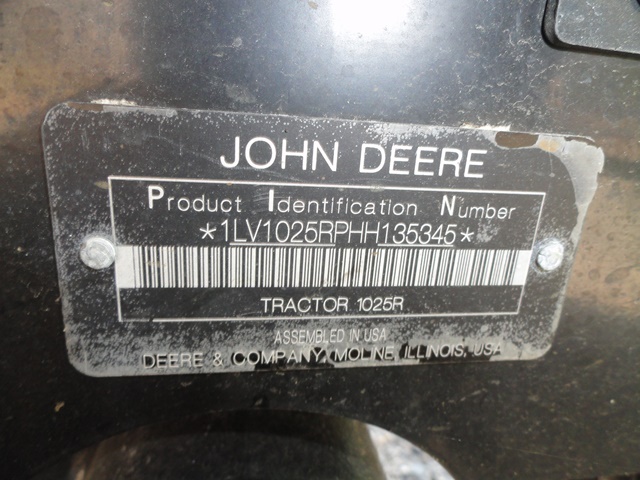 JOHN DEERE
Product Identification Number
*1LV1025RPHH135345*
TRACTOR 1025R
ASSEMBLED IN USA
DEERE & COMPANY, MOLINE, ILLINOIS, USA